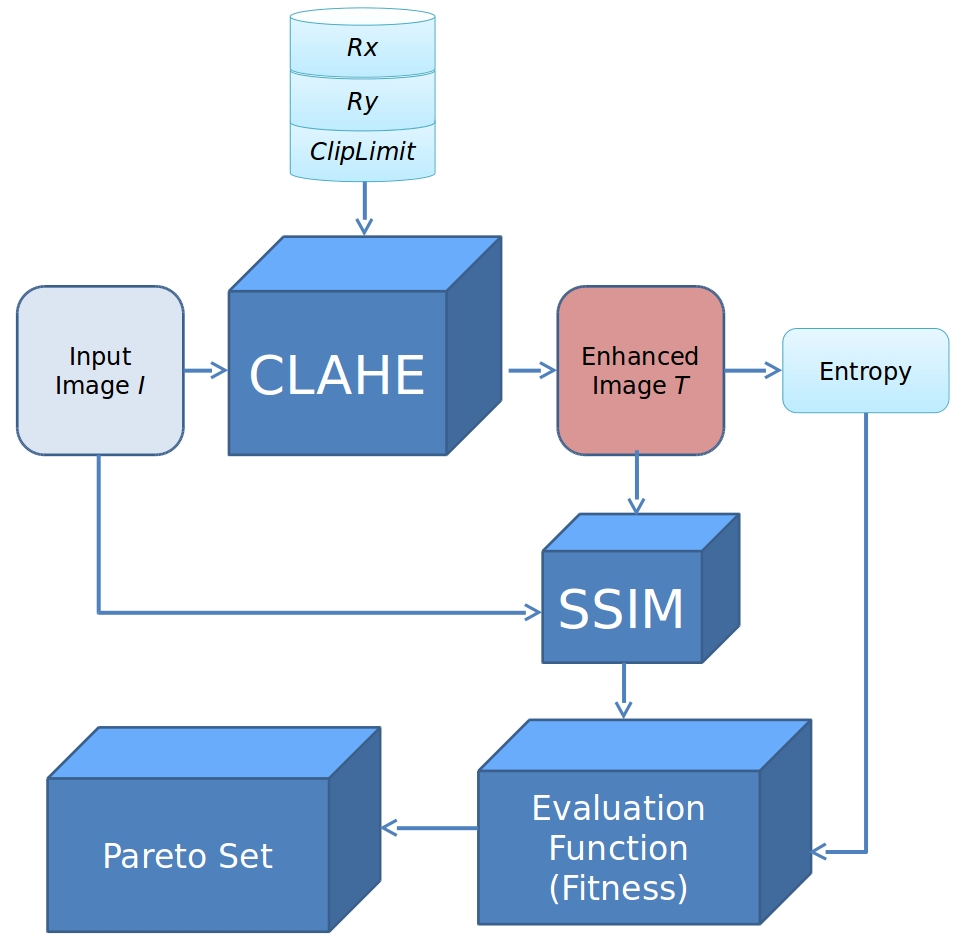 Rx
Ry
ClipLimit
Input
Image I
CLAHE
Enhanced
Image T
Entropy
SSIM
Evaluation
Function
(Fitness)
Pareto Set